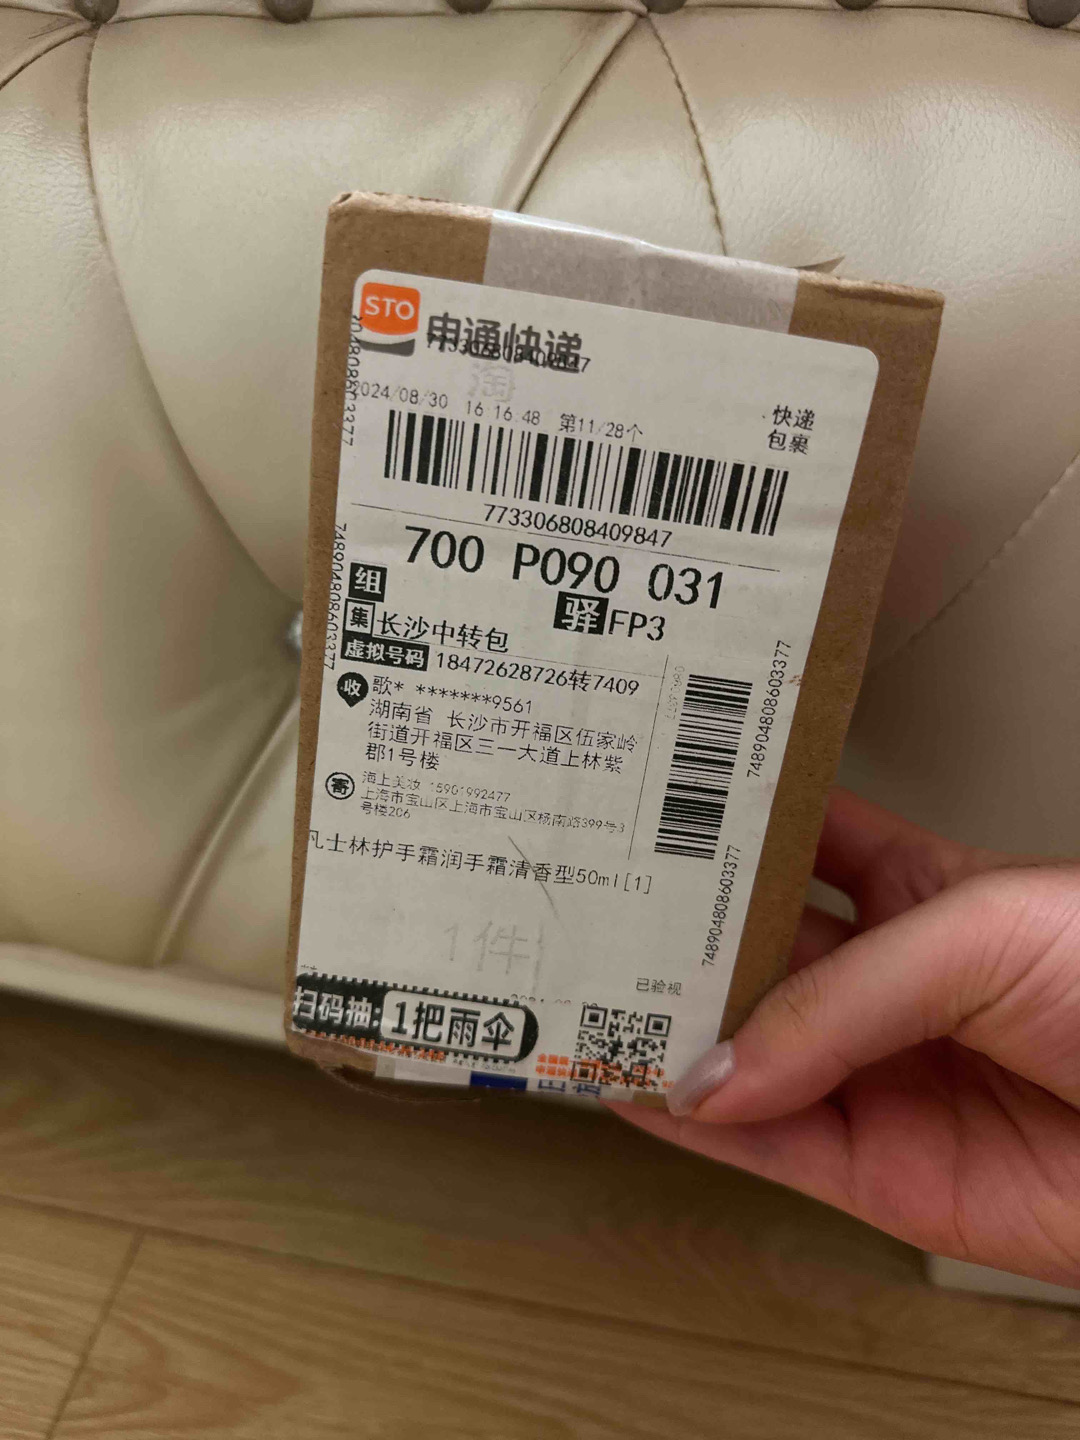 STO 申通快递
773306808409847
淘
2024/08/30 16:16:48 第11/28个
快递
包裹
773306808409847
700 P090 031
组
驿FP3
集 长沙中转包
虚拟号码 18472628726转7409
收 歌* *******9561
湖南省 长沙市开福区伍家岭
街道开福区三一大道上林紫
郡1号楼
寄 海上美妆 15901992477
上海市宝山区上海市宝山区杨南路399号3
号楼206
凡士林护手霜润手霜清香型50ml[1]
1件
已验视
扫码抽:1把雨伞
748904808603377
748904808603377
748904808603377